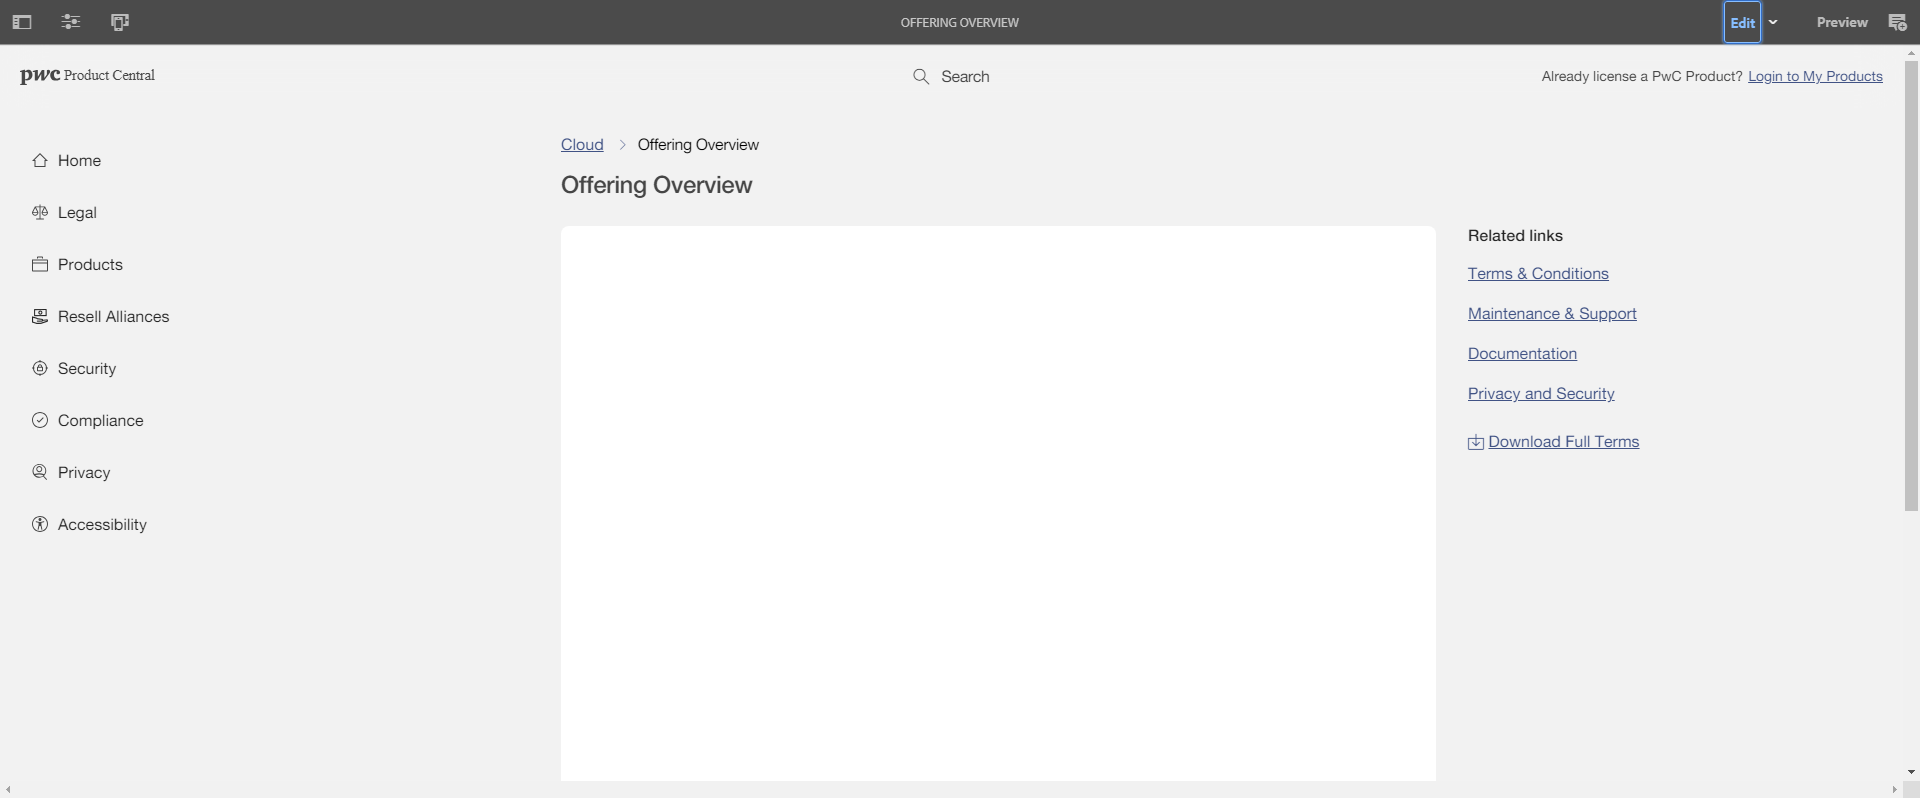 OFFERING OVERVIEW
Edit
Preview
pwc Product Central
Search
Already license a PwC Product? Login to My Products
Home
Legal
Products
Resell Alliances
Security
Compliance
Privacy
Accessibility
Cloud > Offering Overview
Offering Overview
Related links
Terms & Conditions
Maintenance & Support
Documentation
Privacy and Security
Download Full Terms